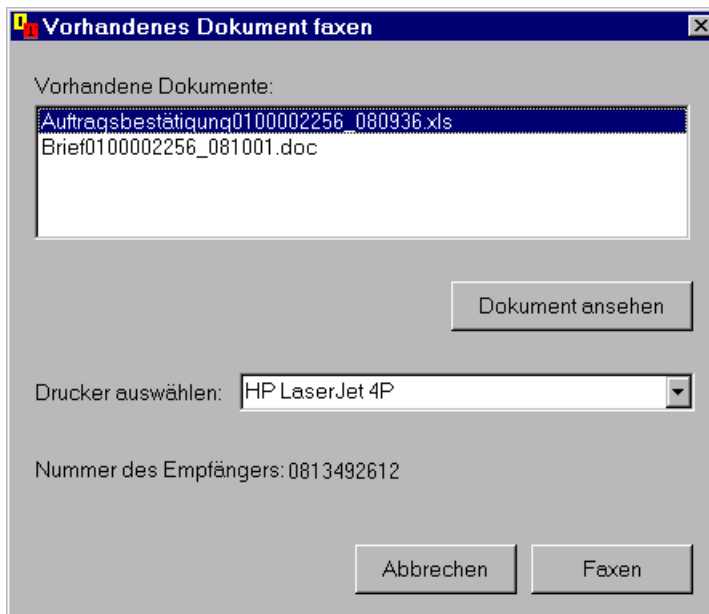 Vorhandenes Dokument faxen
Vorhandene Dokumente:
Auftragsbestätigung0100002256_080936.xls
Brief0100002256_081001.doc
Dokument ansehen
Drucker auswählen: HP LaserJet 4P
Nummer des Empfängers: 0813492612
Abbrechen Faxen